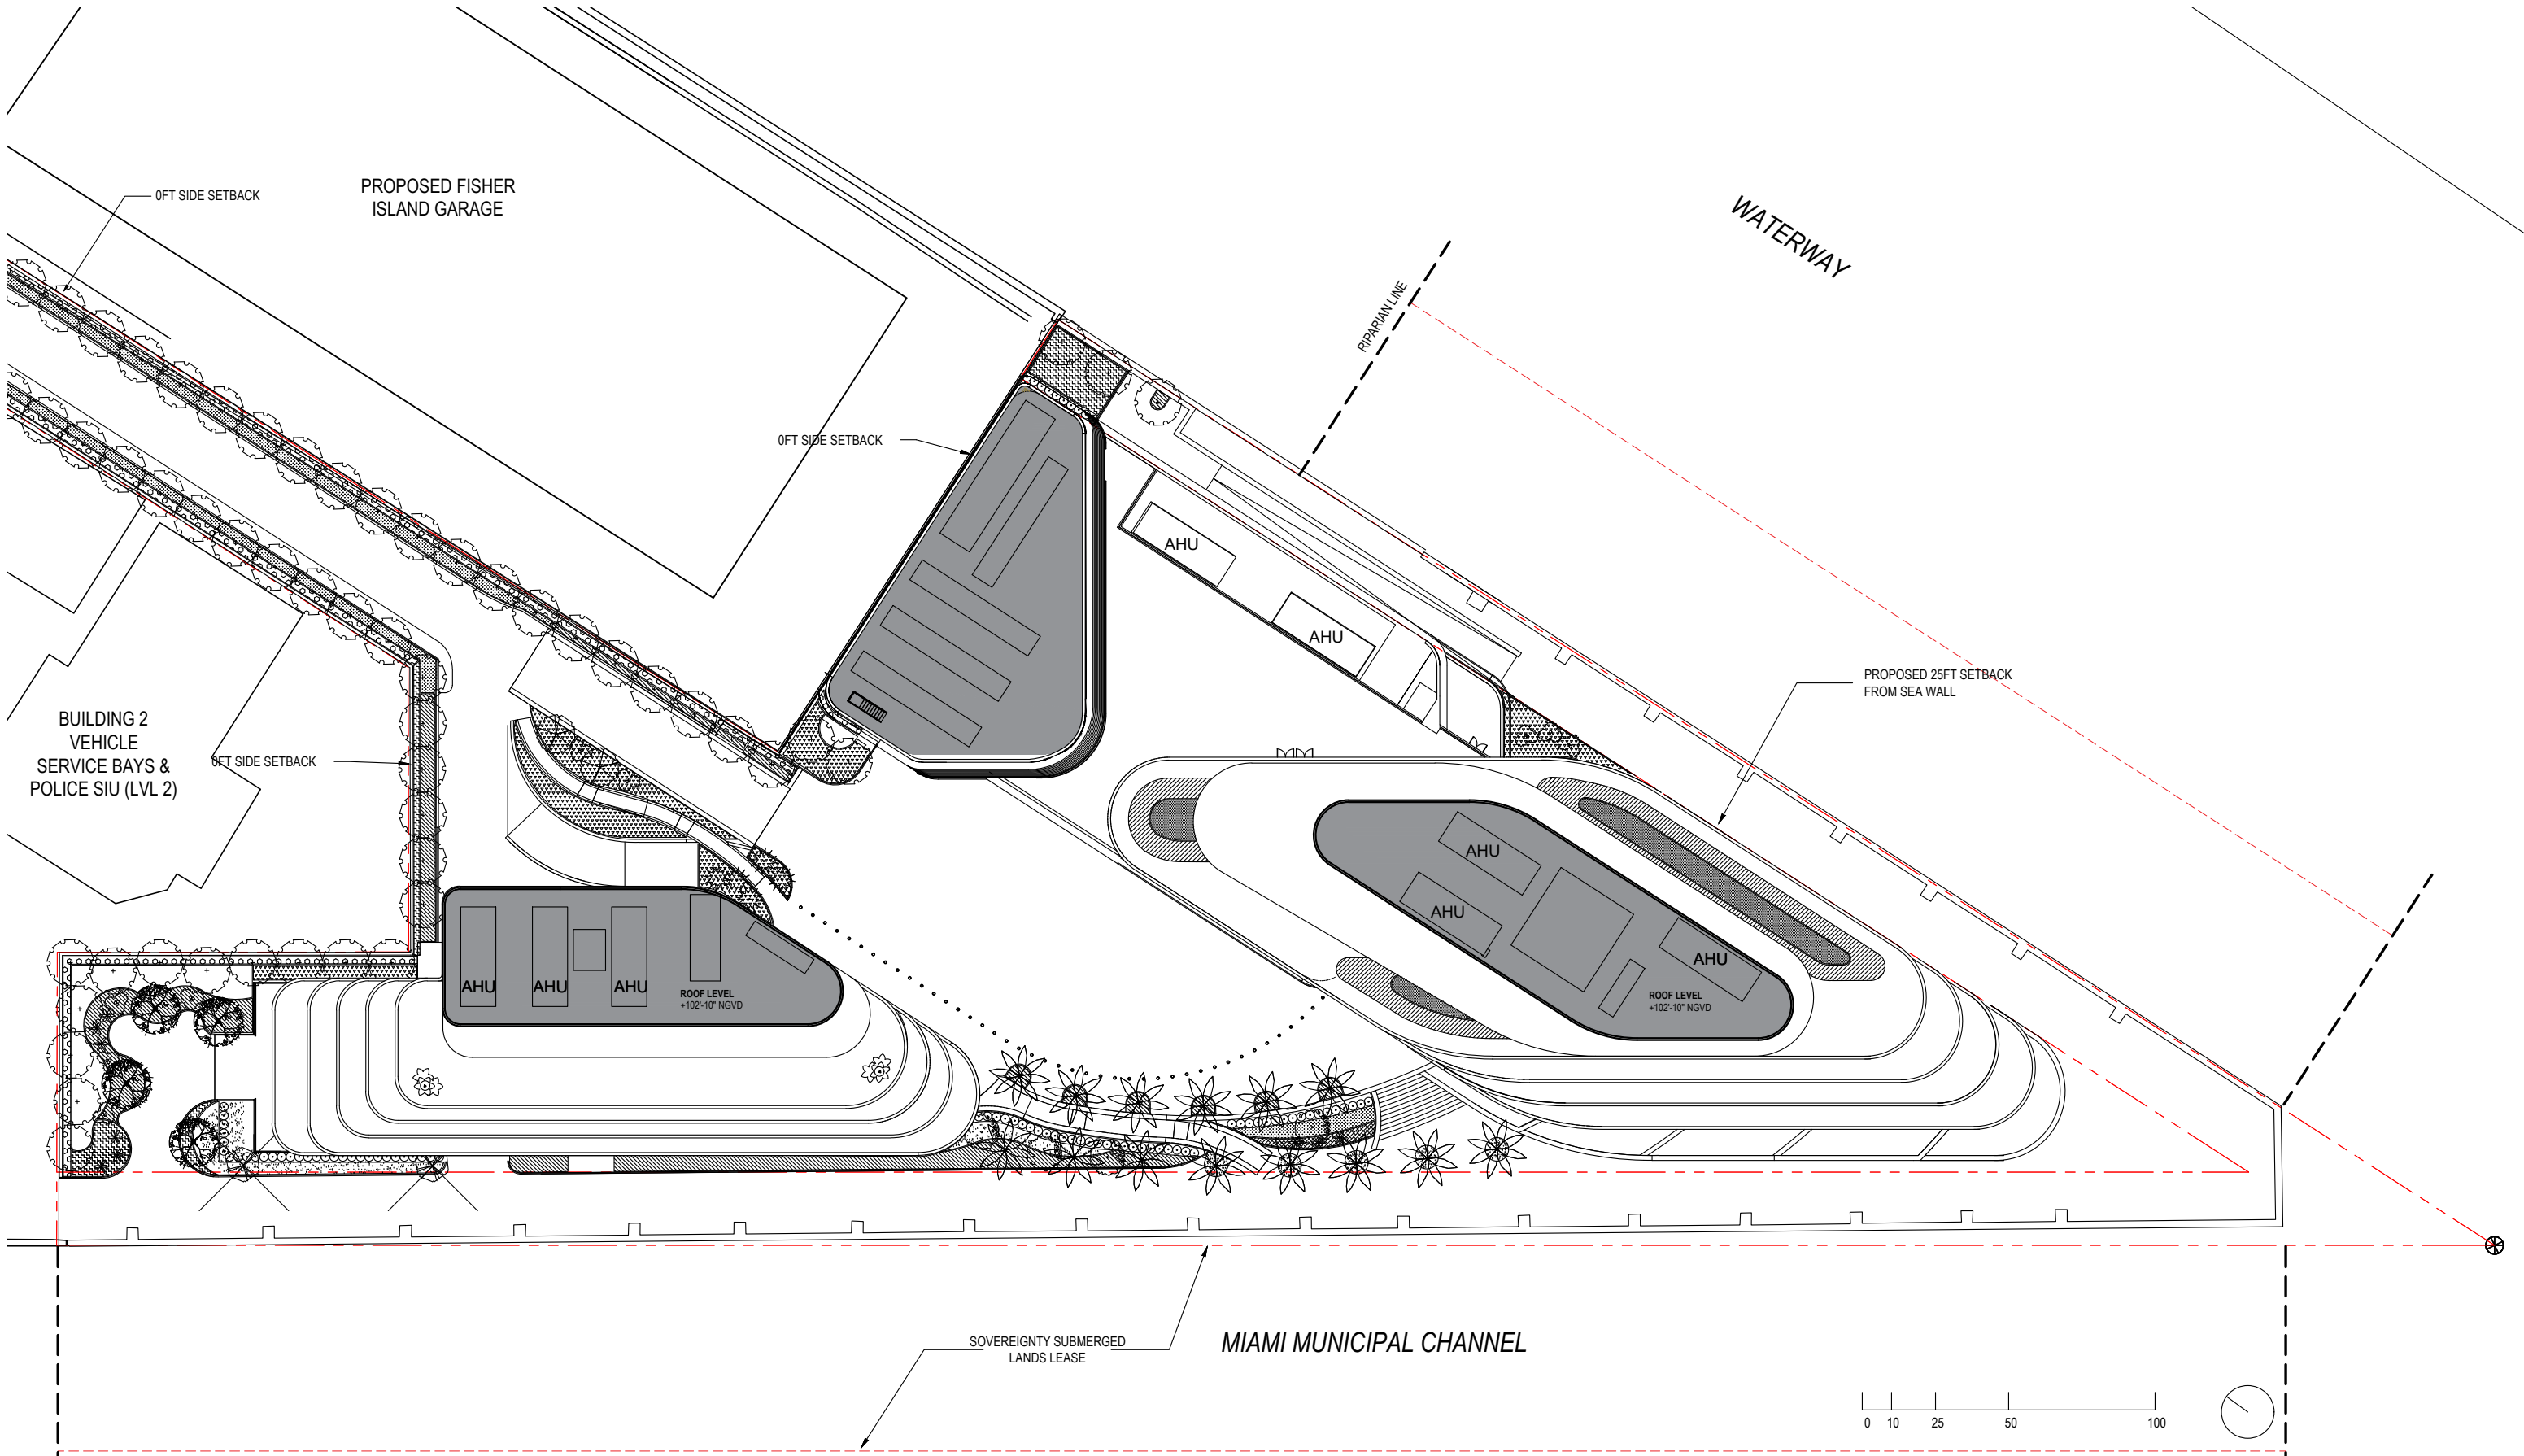 0FT SIDE SETBACK
PROPOSED FISHER
ISLAND GARAGE
WATERWAY
RIPARIAN LINE
0FT SIDE SETBACK
AHU
AHU
PROPOSED 25FT SETBACK
FROM SEA WALL
BUILDING 2
VEHICLE
SERVICE BAYS &
POLICE SIU (LVL 2)
0FT SIDE SETBACK
AHU
AHU
AHU
ROOF LEVEL
+102'-10" NGVD
AHU
AHU
AHU
ROOF LEVEL
+102'-10" NGVD
SOVEREIGNTY SUBMERGED
LANDS LEASE
MIAMI MUNICIPAL CHANNEL
0 10 25 50 100